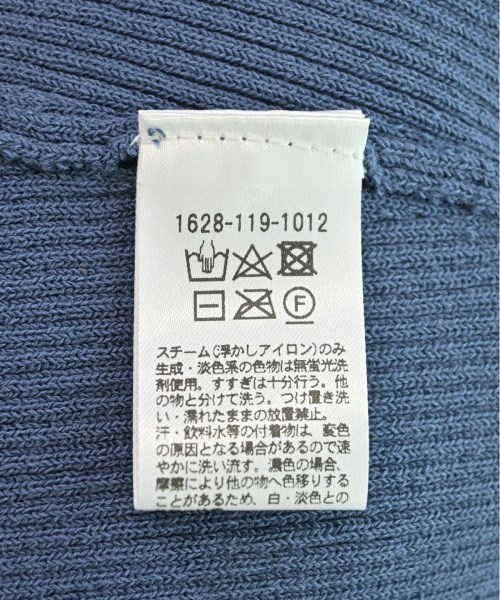 1628-119-1012
F
スチーム(浮かしアイロン)のみ
生成・淡色系の色物は無蛍光洗
剤使用。すすぎは十分行う。他
の物と分けて洗う。つけ置き洗
い・濡れたままの放置禁止。
汗・飲料水等の付着物は、変色
の原因となる場合があるので速
やかに洗い流す。濃色の場合、
摩擦により他の物へ色移りする
ことがあるため、白・淡色との